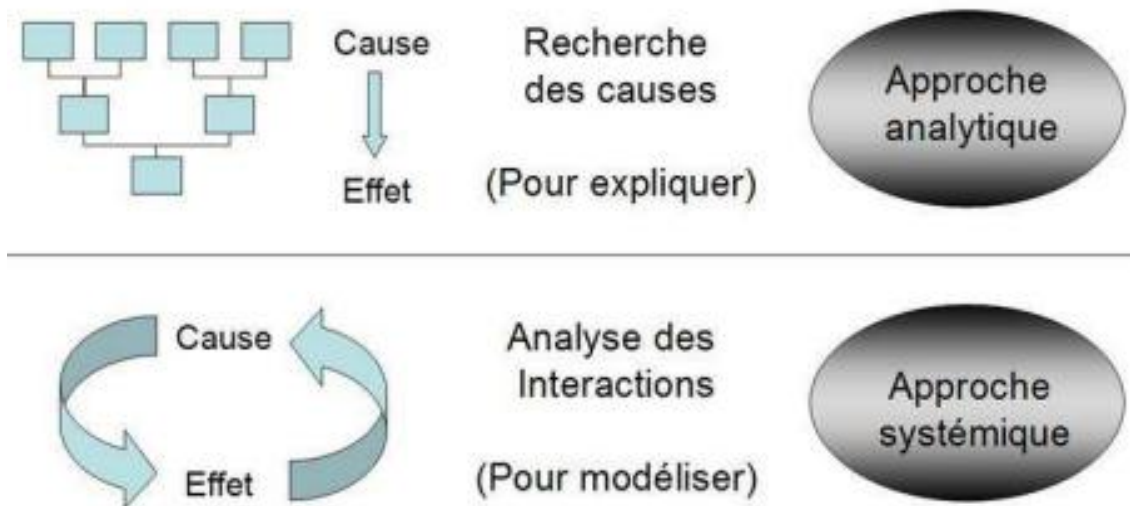 Cause
Effet
Recherche
des causes
(Pour expliquer)
Approche
analytique
Cause
Effet
Analyse des
Interactions
(Pour modéliser)
Approche
systémique